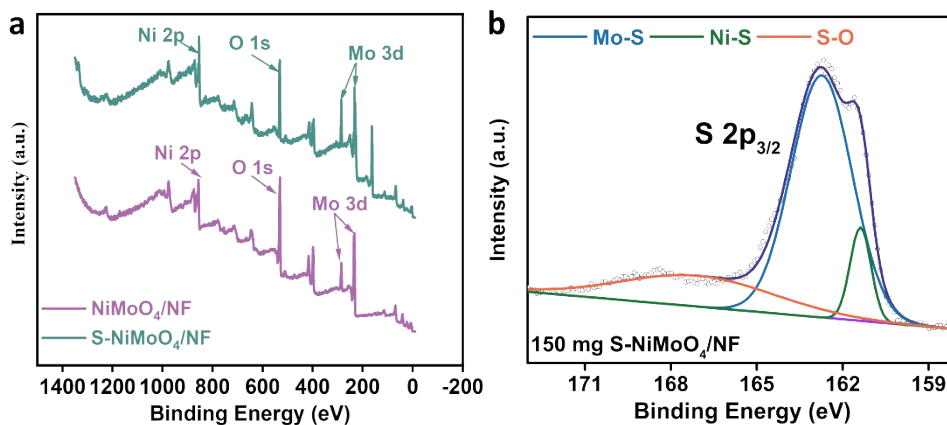 a
Ni 2p
O 1s
Mo 3d
Ni 2p
O 1s
Mo 3d
NiMoO₄/NF
S-NiMoO₄/NF
Intensity (a.u.)
1400 1200 1000 800 600 400 200 0 -200
Binding Energy (eV)
b
Mo-S Ni-S S-O
S 2p₃/₂
150 mg S-NiMoO₄/NF
Intensity (a.u.)
171 168 165 162 159
Binding Energy (eV)